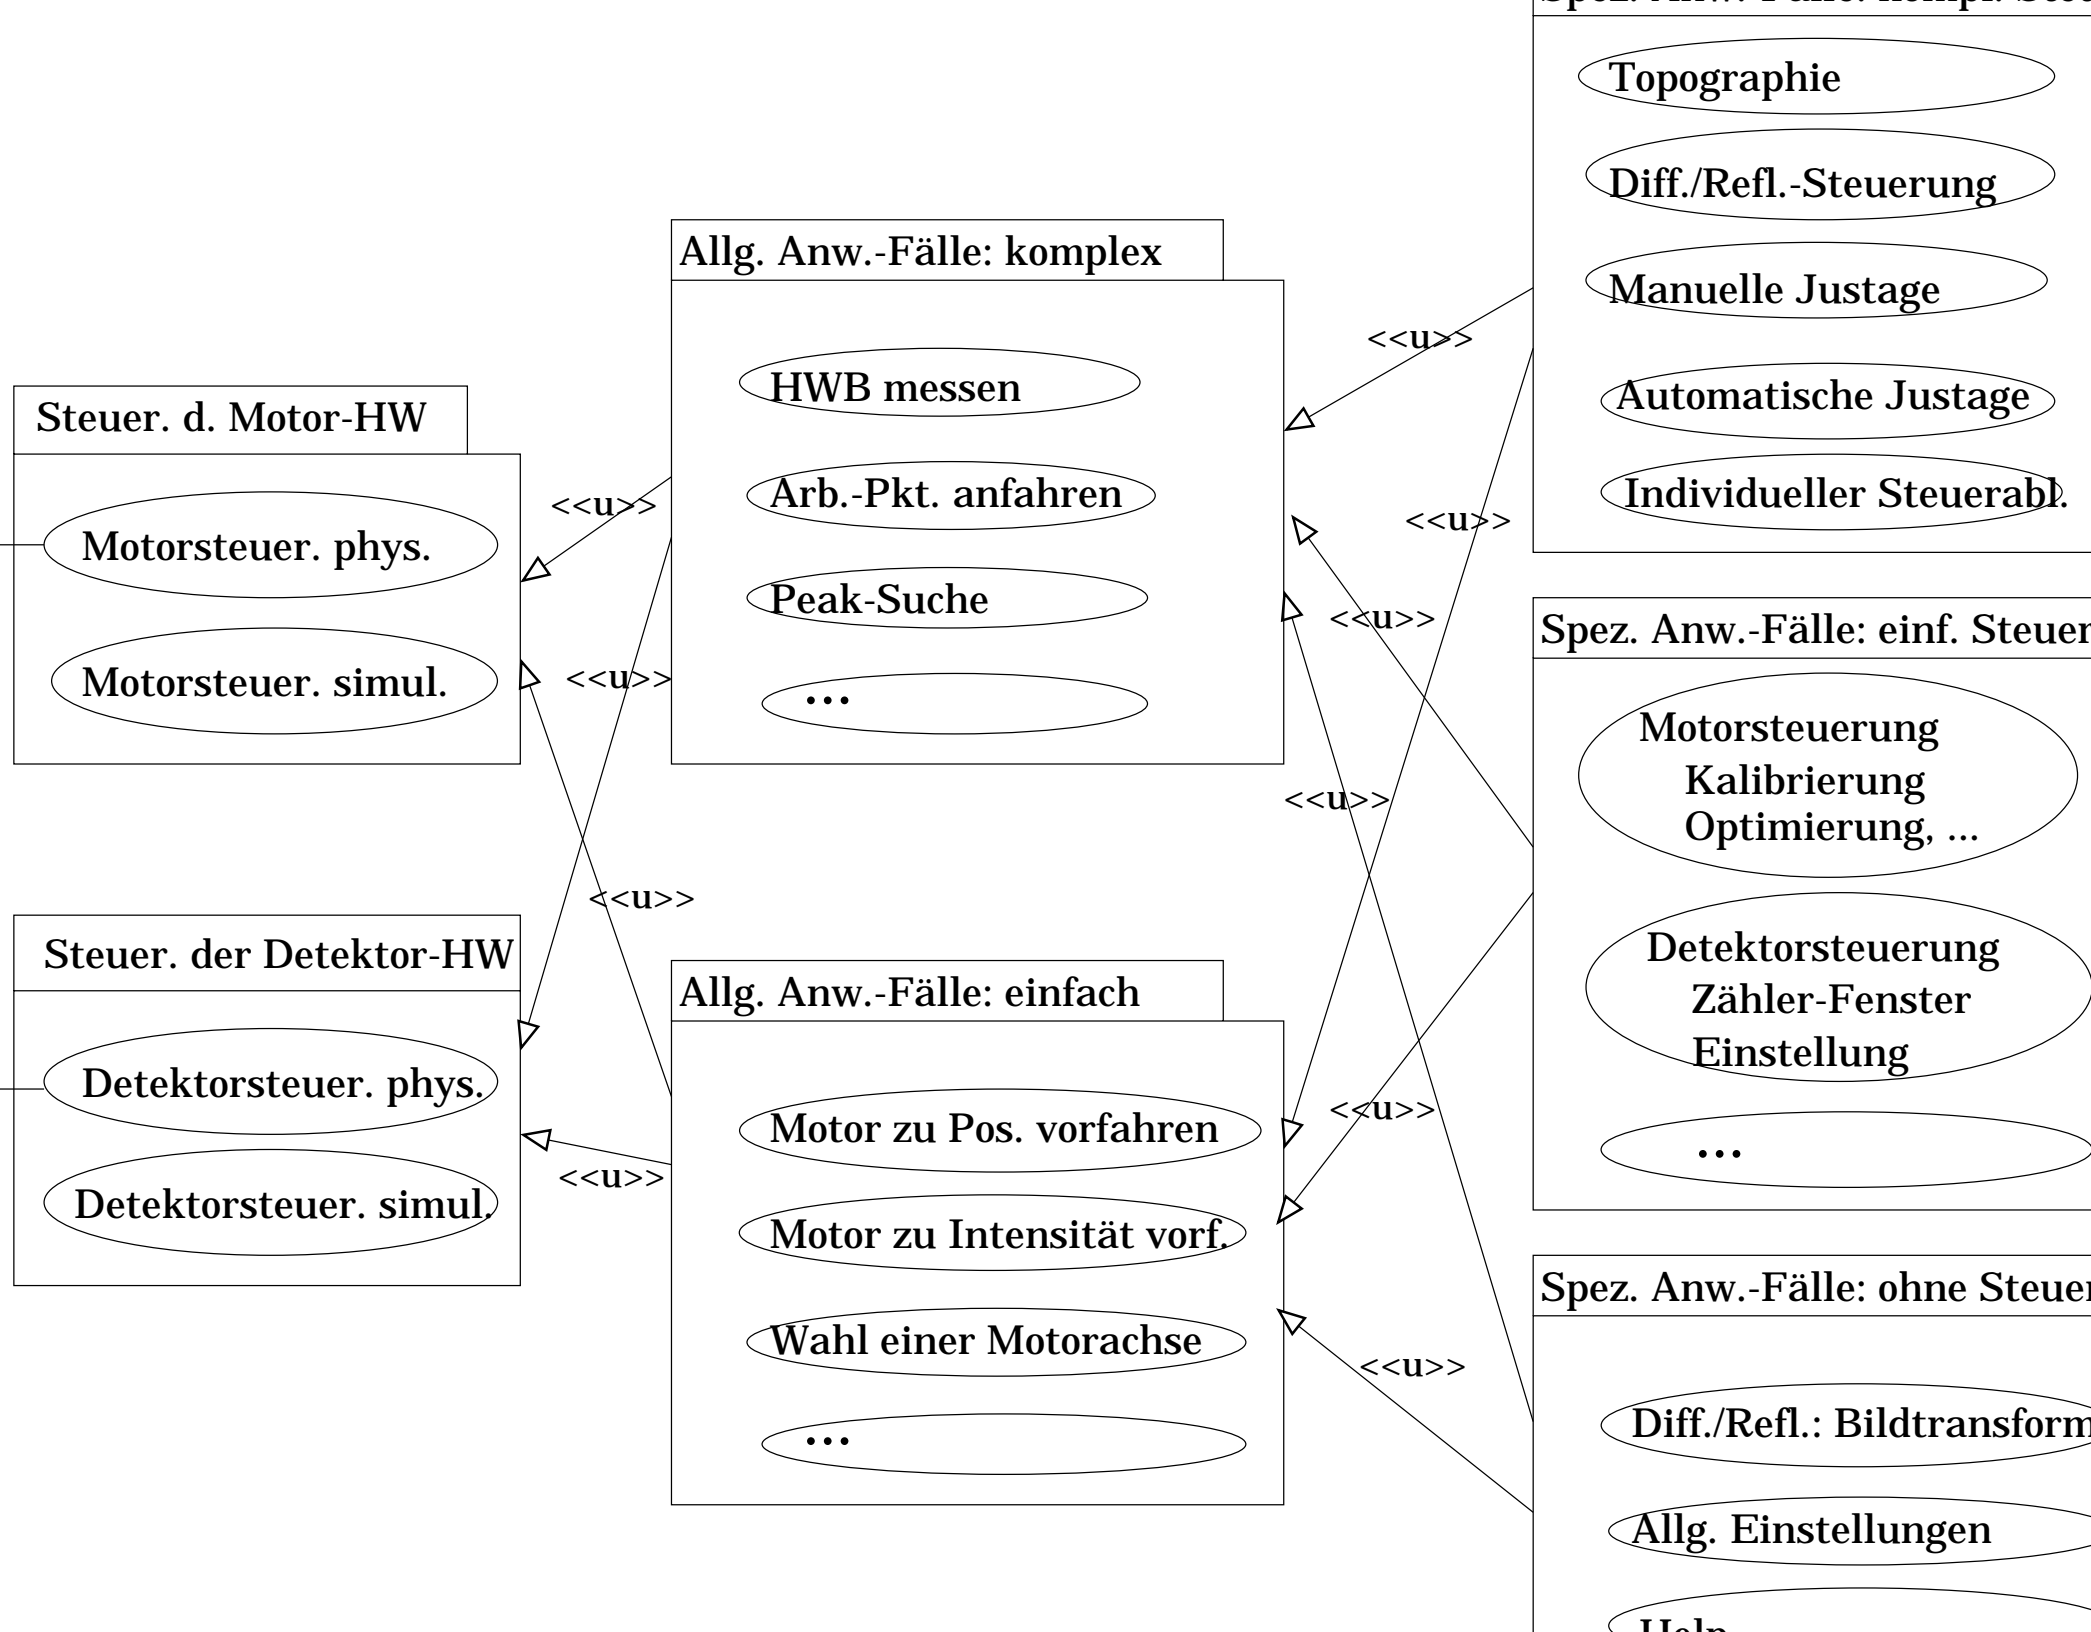 Steuer. d. Motor-HW
Motorsteuer. phys.
Motorsteuer. simul.
Steuer. der Detektor-HW
Detektorsteuer. phys.
Detektorsteuer. simul.
<<u>>
<<u>>
<<u>>
<<u>>
Allg. Anw.-Fälle: komplex
HWB messen
Arb.-Pkt. anfahren
Peak-Suche
...
Allg. Anw.-Fälle: einfach
Motor zu Pos. vorfahren
Motor zu Intensität vorf.
Wahl einer Motorachse
...
<<u>>
<<u>>
<<u>>
<<u>>
<<u>>
<<u>>
Topographie
Diff./Refl.-Steuerung
Manuelle Justage
Automatische Justage
Individueller Steuerabl.
Spez. Anw.-Fälle: einf. Steuer
Motorsteuerung
Kalibrierung
Optimierung, ...
Detektorsteuerung
Zähler-Fenster
Einstellung
...
Spez. Anw.-Fälle: ohne Steuer
Diff./Refl.: Bildtransform
Allg. Einstellungen
Help